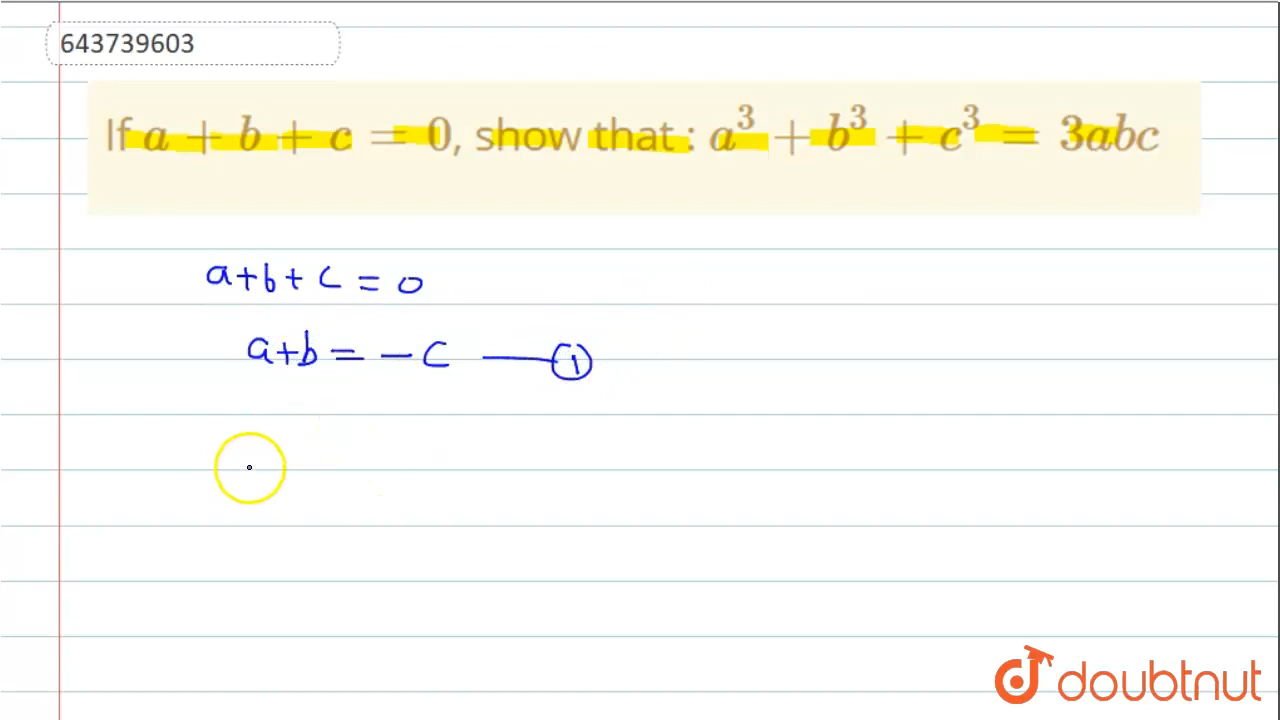 643739603
If a + b + c = 0, show that : a³ + b³ + c³ = 3abc
a+b+c=0
a+b=-c —①
doubtnut